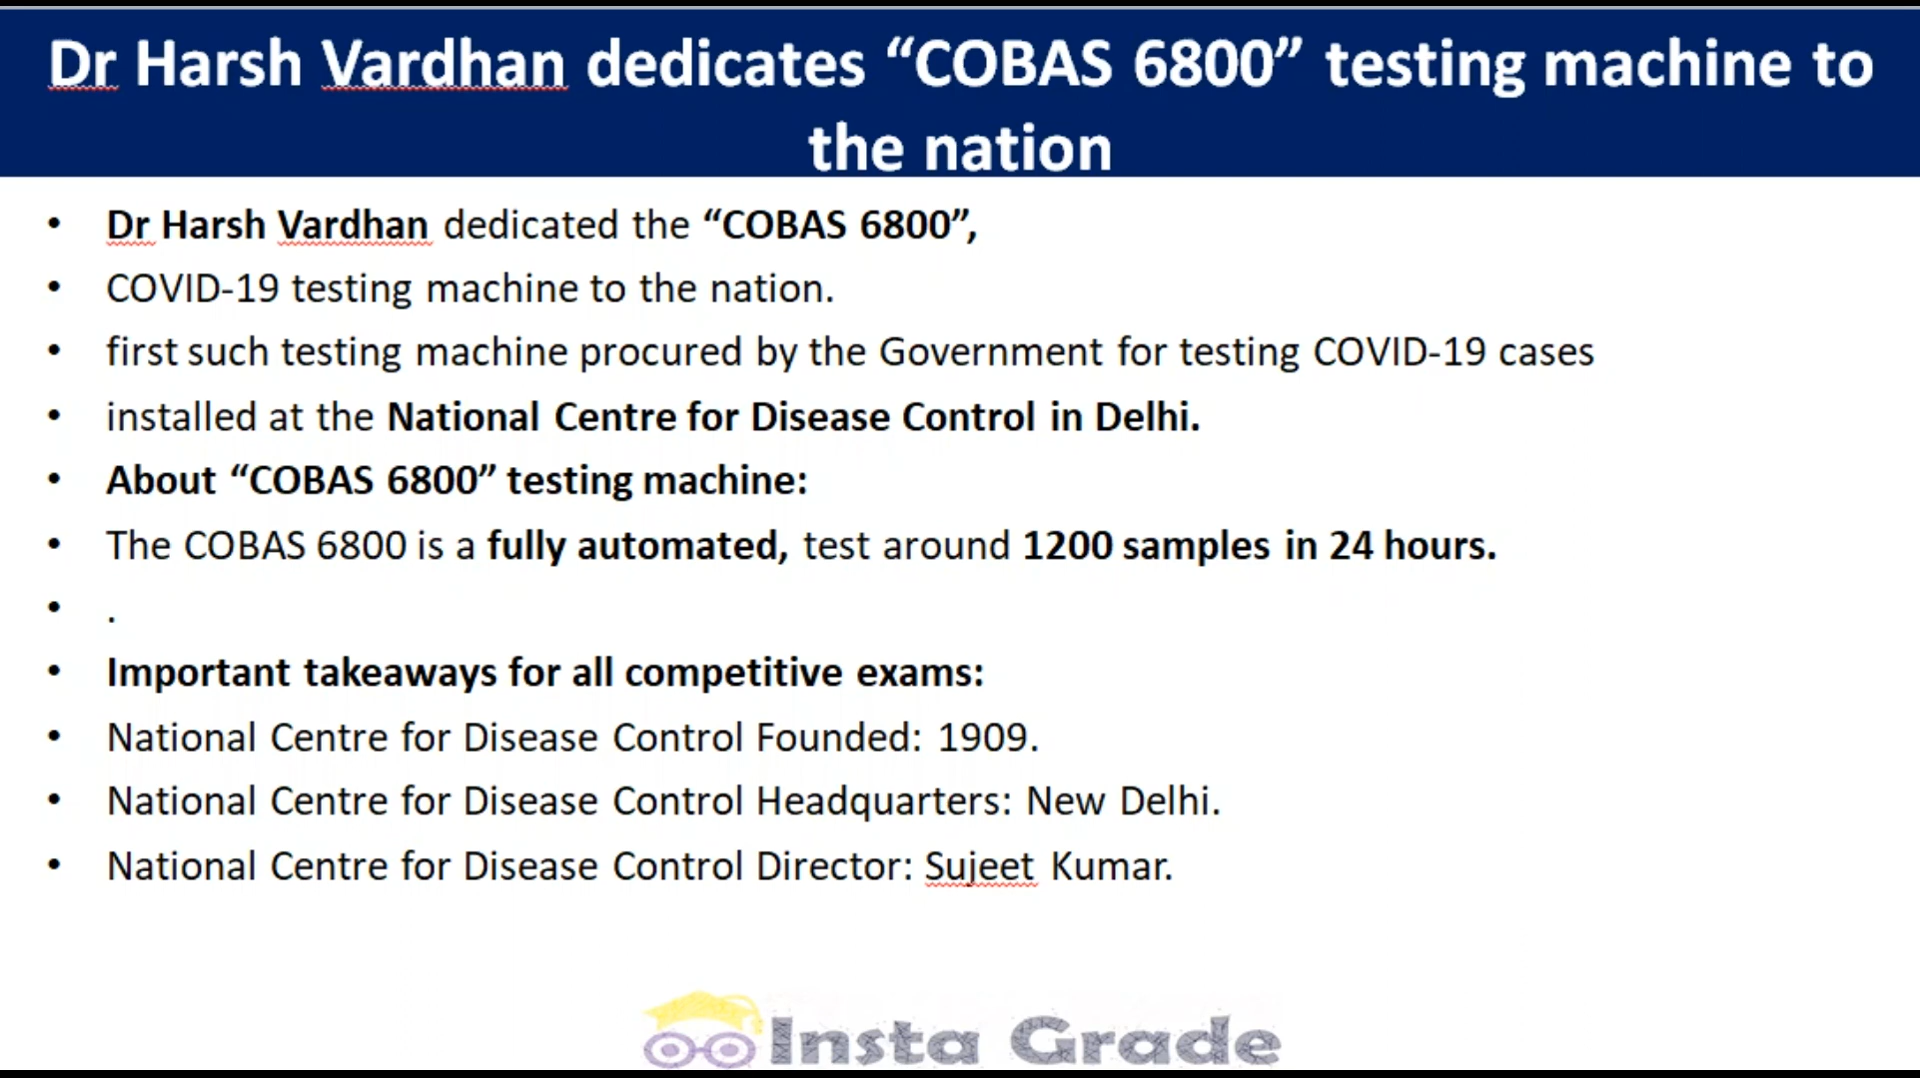 Dr Harsh Vardhan dedicates “COBAS 6800” testing machine to
the nation
• Dr Harsh Vardhan dedicated the “COBAS 6800”,
• COVID-19 testing machine to the nation.
• first such testing machine procured by the Government for testing COVID-19 cases
• installed at the National Centre for Disease Control in Delhi.
• About “COBAS 6800” testing machine:
• The COBAS 6800 is a fully automated, test around 1200 samples in 24 hours.
• .
• Important takeaways for all competitive exams:
• National Centre for Disease Control Founded: 1909.
• National Centre for Disease Control Headquarters: New Delhi.
• National Centre for Disease Control Director: Sujeet Kumar.
Insta Grade